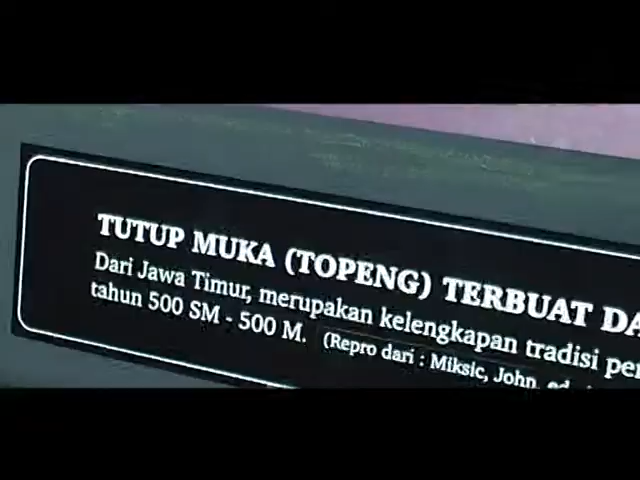 TUTUP MUKA (TOPENG) TERBUAT
Dari Jawa Timur, merupakan kelengkapan tradisi
tahun 500 SM - 500 M. (Repro dari : Miksic, John,